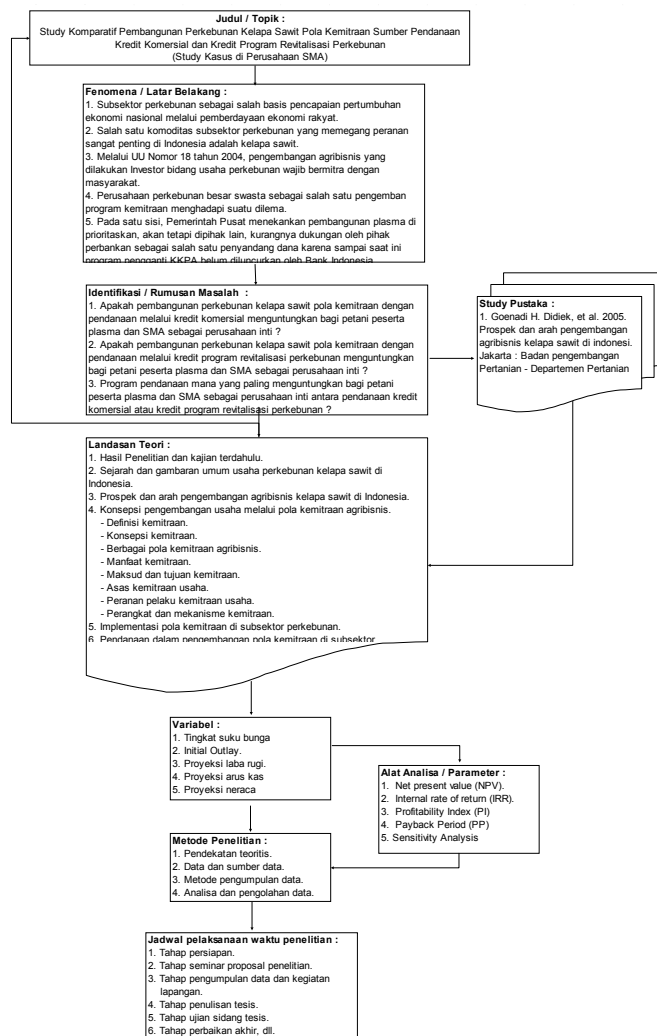 Judul / Topik :
Study Komparatif Pembangunan Perkebunan Kelapa Sawit Pola Kemitraan Sumber Pendanaan
Kredit Komersial dan Kredit Program Revitalisasi Perkebunan
(Study Kasus di Perusahaan SMA)
Fenomena / Latar Belakang :
1. Subsektor perkebunan sebagai salah basis pencapaian pertumbuhan
ekonomi nasional melalui pemberdayaan ekonomi rakyat.
2. Salah satu komoditas subsektor perkebunan yang memegang peranan
sangat penting di Indonesia adalah kelapa sawit.
3. Melalui UU Nomor 18 tahun 2004, pengembangan agribisnis yang
dilakukan Investor bidang usaha perkebunan wajib bermitra dengan
masyarakat.
4. Perusahaan perkebunan besar swasta sebagai salah satu pengemban
program kemitraan menghadapi suatu dilema.
5. Pada satu sisi, Pemerintah Pusat menekankan pembangunan plasma di
prioritaskan, akan tetapi dipihak lain, kurangnya dukungan oleh pihak
perbankan sebagai salah satu penyandang dana karena sampai saat ini
program pengganti KKPA belum diluncurkan oleh Bank Indonesia
Identifikasi / Rumusan Masalah :
1. Apakah pembangunan perkebunan kelapa sawit pola kemitraan dengan
pendanaan melalui kredit komersial menguntungkan bagi petani peserta
plasma dan SMA sebagai perusahaan inti ?
2. Apakah pembangunan perkebunan kelapa sawit pola kemitraan dengan
pendanaan melalui kredit program revitalisasi perkebunan menguntungkan
bagi petani peserta plasma dan SMA sebagai perusahaan inti ?
3. Program pendanaan mana yang paling menguntungkan bagi petani
peserta plasma dan SMA sebagai perusahaan inti antara pendanaan kredit
komersial atau kredit program revitalisasi perkebunan ?
Study Pustaka :
1. Goenadi H. Didiek, et al. 2005.
Prospek dan arah pengembangan
agribisnis kelapa sawit di indonesi.
Jakarta : Badan pengembangan
Pertanian - Departemen Pertanian
Landasan Teori :
1. Hasil Penelitian dan kajian terdahulu.
2. Sejarah dan gambaran umum usaha perkebunan kelapa sawit di
Indonesia.
3. Prospek dan arah pengembangan agribisnis kelapa sawit di Indonesia.
4. Konsepsi pengembangan usaha melalui pola kemitraan agribisnis.
- Definisi kemitraan.
- Konsepsi kemitraan.
- Berbagai pola kemitraan agribisnis.
- Manfaat kemitraan.
- Maksud dan tujuan kemitraan.
- Asas kemitraan usaha.
- Peranan pelaku kemitraan usaha.
- Perangkat dan mekanisme kemitraan.
5. Implementasi pola kemitraan di subsektor perkebunan.
6. Pendanaan dalam pengembangan pola kemitraan di subsektor
Variabel :
1. Tingkat suku bunga
2. Initial Outlay.
3. Proyeksi laba rugi.
4. Proyeksi arus kas
5. Proyeksi neraca
Alat Analisa / Parameter :
1. Net present value (NPV).
2. Internal rate of return (IRR).
3. Profitability Index (PI)
4. Payback Period (PP)
5. Sensitivity Analysis
Metode Penelitian :
1. Pendekatan teoritis.
2. Data dan sumber data.
3. Metode pengumpulan data.
4. Analisa dan pengolahan data.
Jadwal pelaksanaan waktu penelitian :
1. Tahap persiapan.
2. Tahap seminar proposal penelitian.
3. Tahap pengumpulan data dan kegiatan
lapangan.
4. Tahap penulisan tesis.
5. Tahap ujian sidang tesis.
6. Tahap perbaikan akhir, dll.